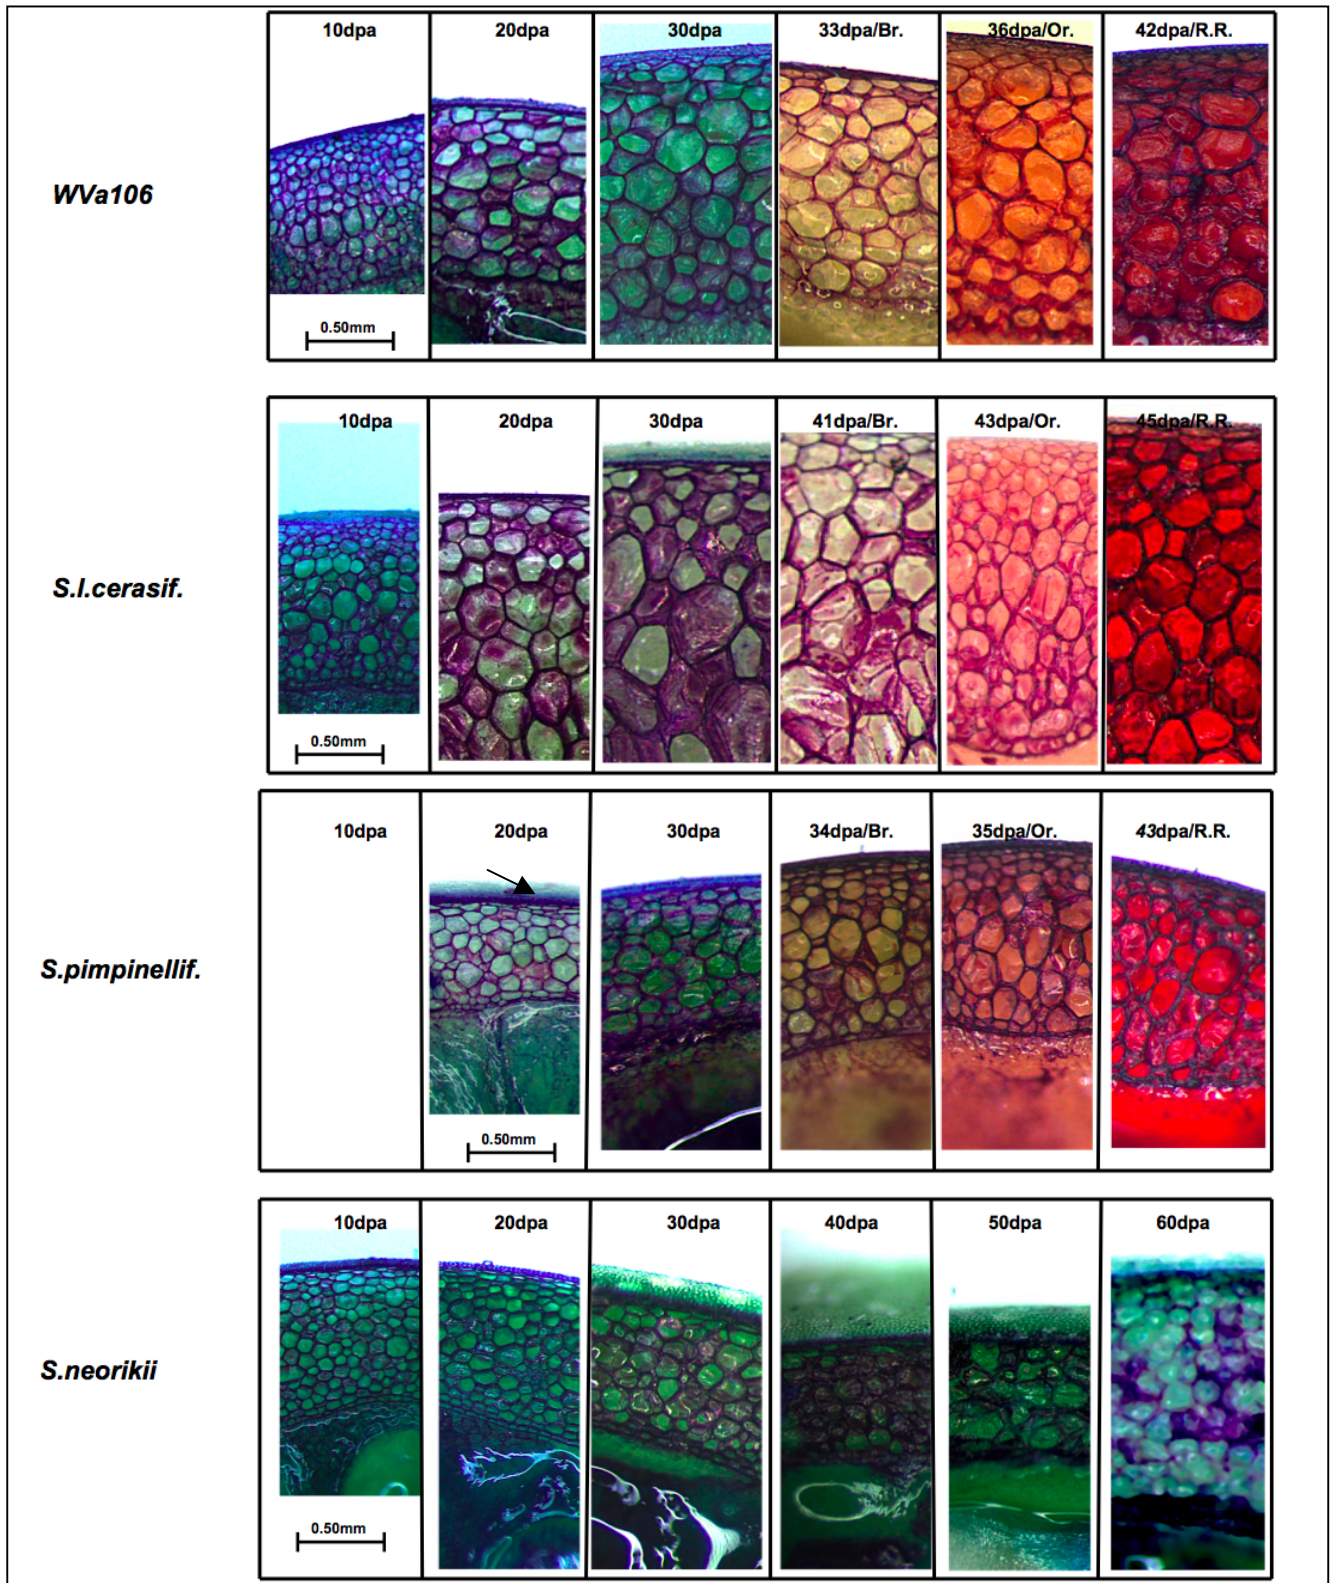 10dpa 20dpa 30dpa 33dpa/Br. 36dpa/Or. 42dpa/R.R.
WVa106
0.50mm
10dpa 20dpa 30dpa 41dpa/Br. 43dpa/Or. 45dpa/R.R.
S.l.cerasif.
0.50mm
10dpa 20dpa 30dpa 34dpa/Br. 35dpa/Or. 43dpa/R.R.
S.pimpinellif.
0.50mm
10dpa 20dpa 30dpa 40dpa 50dpa 60dpa
S.neorikii
0.50mm